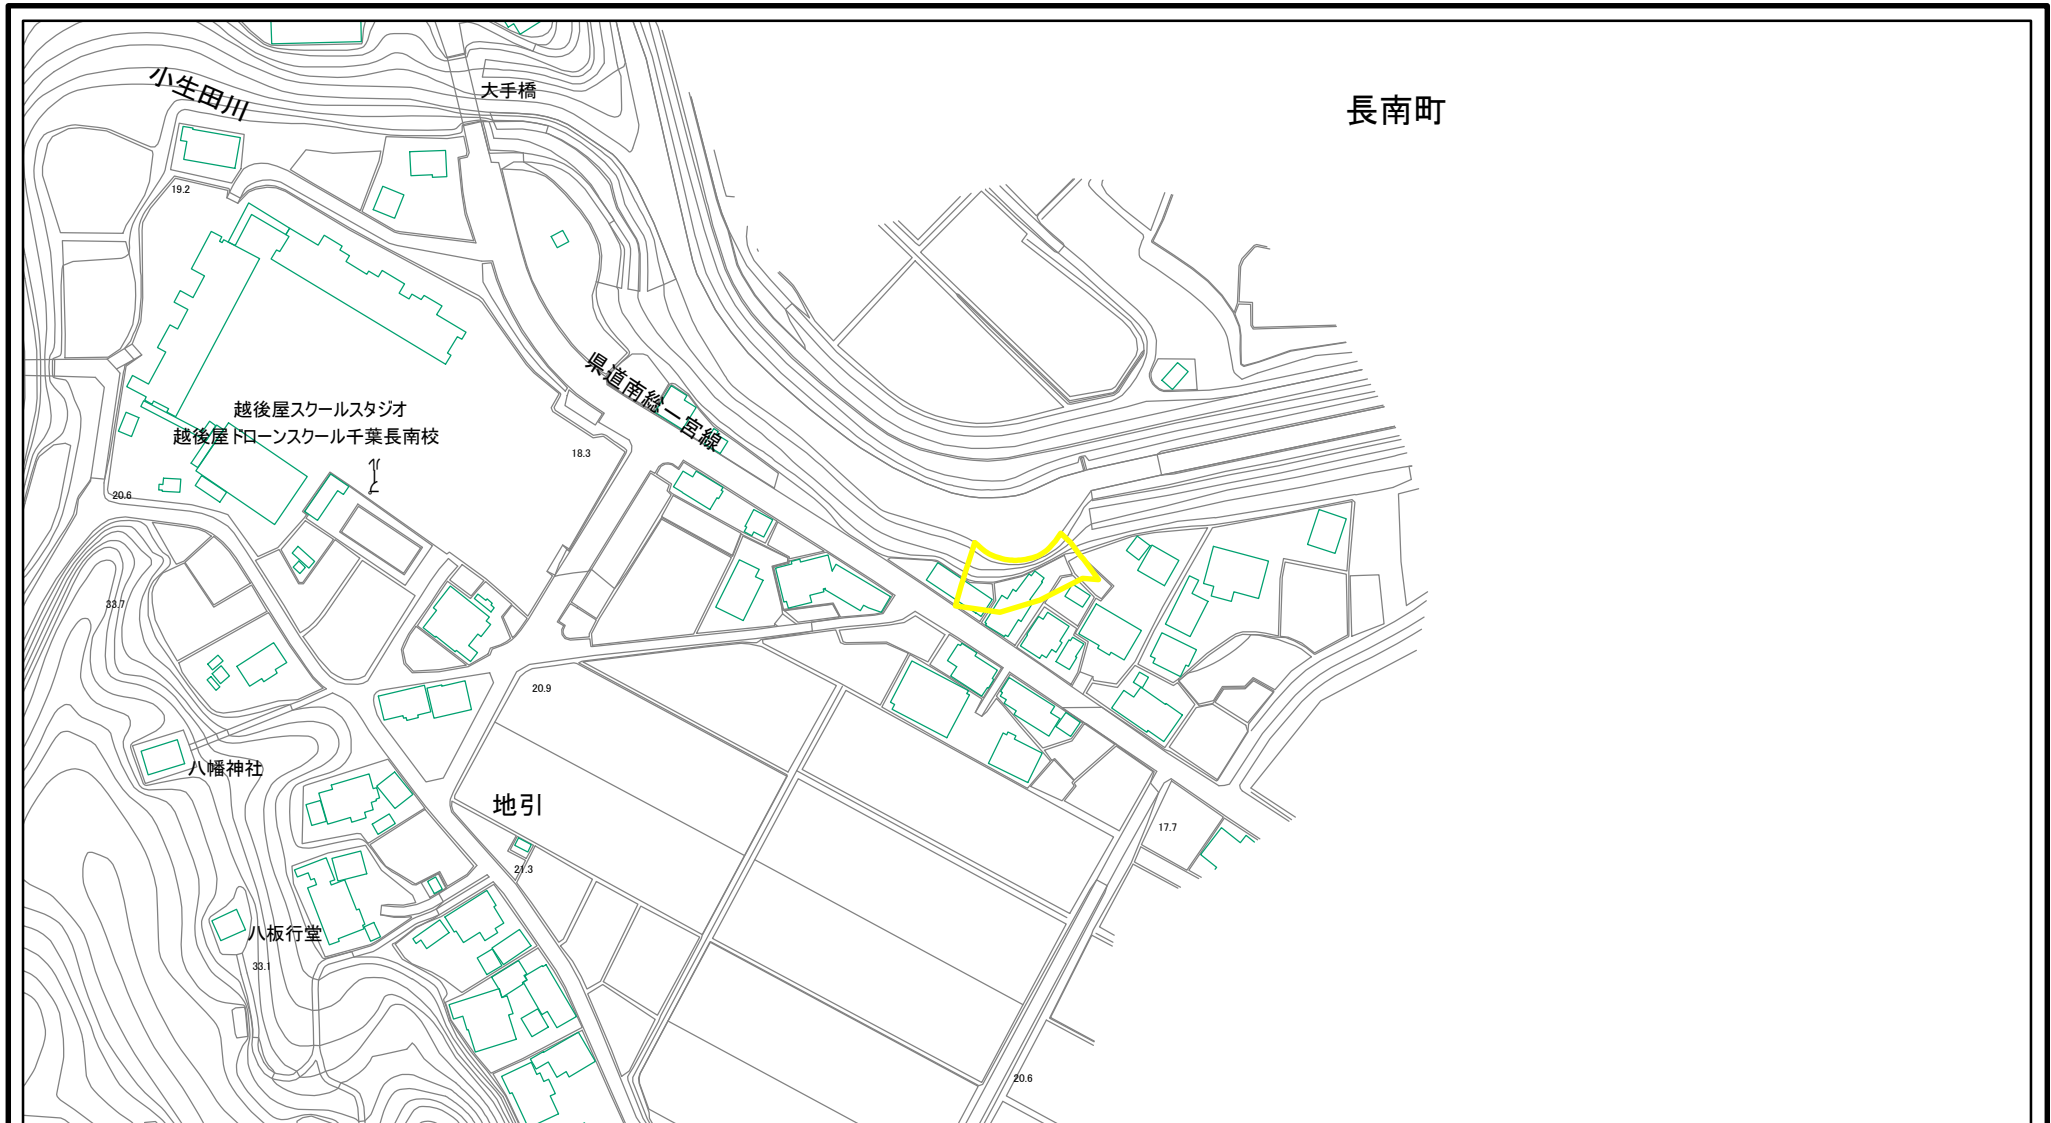 小生田川
大手橋
長南町
19.2
県道南総一宮線
越後屋スクールスタジオ
越後屋ドローンスクール千葉長南校
18.3
20.6
33.7
20.9
八幡神社
地引
17.7
21.3
八板行堂
33.1
20.6